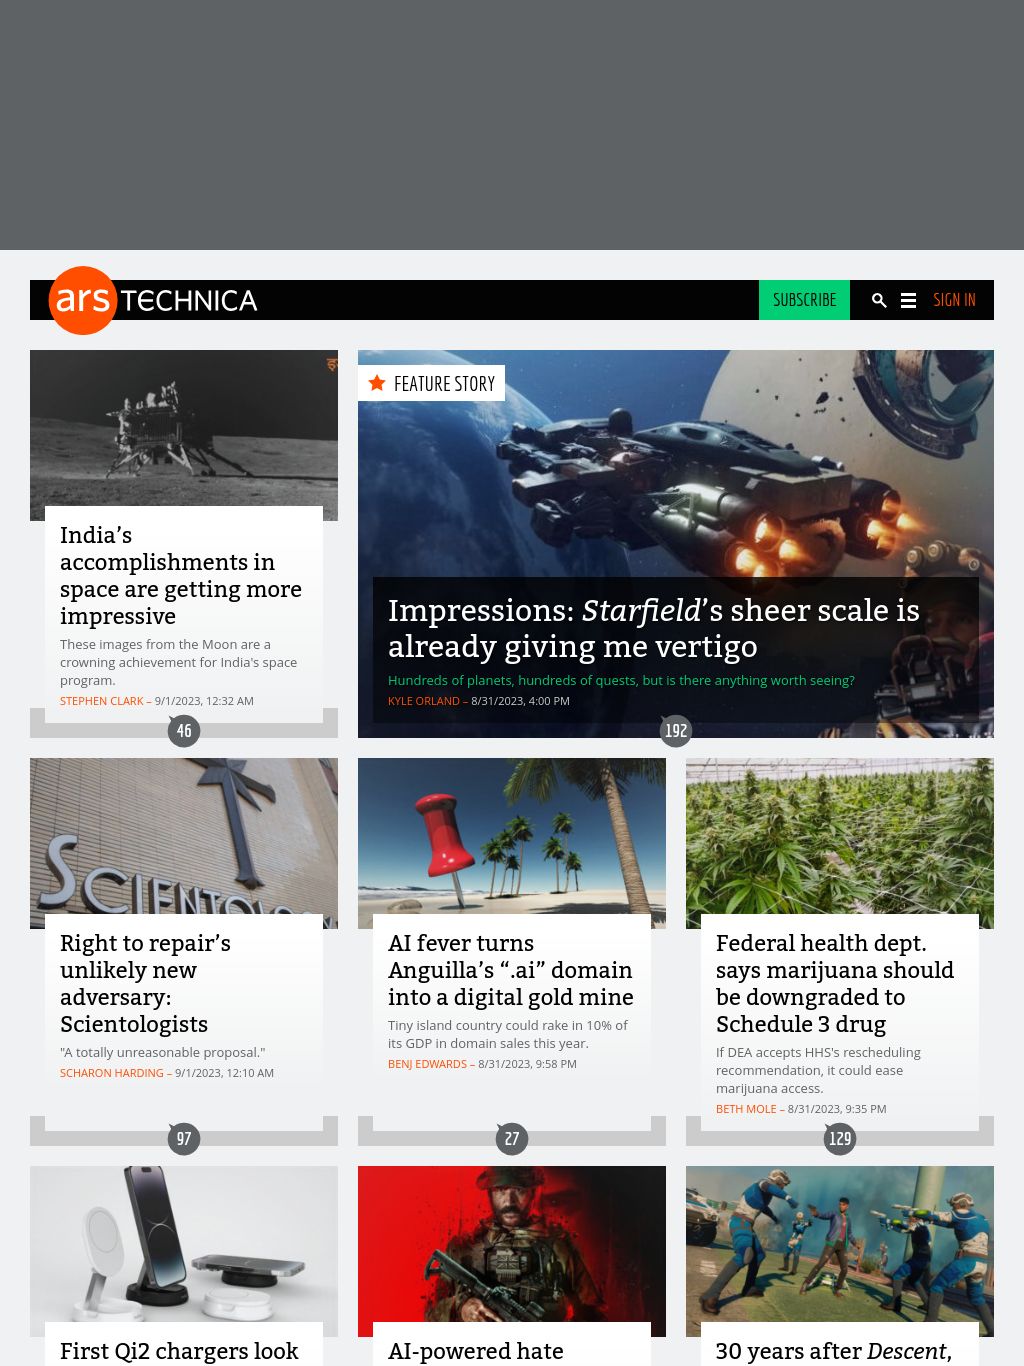 ars TECHNICA
SUBSCRIBE
SIGN IN
India’s
accomplishments in
space are getting more
impressive
These images from the Moon are a
crowning achievement for India's space
program.
STEPHEN CLARK – 9/1/2023, 12:32 AM
46
FEATURE STORY
Impressions: Starfield’s sheer scale is
already giving me vertigo
Hundreds of planets, hundreds of quests, but is there anything worth seeing?
KYLE ORLAND – 8/31/2023, 4:00 PM
192
SCIENTOLOGY
Right to repair’s
unlikely new
adversary:
Scientologists
"A totally unreasonable proposal."
SCHARON HARDING – 9/1/2023, 12:10 AM
97
AI fever turns
Anguilla’s “.ai” domain
into a digital gold mine
Tiny island country could rake in 10% of
its GDP in domain sales this year.
BENJ EDWARDS – 8/31/2023, 9:58 PM
27
Federal health dept.
says marijuana should
be downgraded to
Schedule 3 drug
If DEA accepts HHS's rescheduling
recommendation, it could ease
marijuana access.
BETH MOLE – 8/31/2023, 9:35 PM
129
First Qi2 chargers look
AI-powered hate
30 years after Descent,